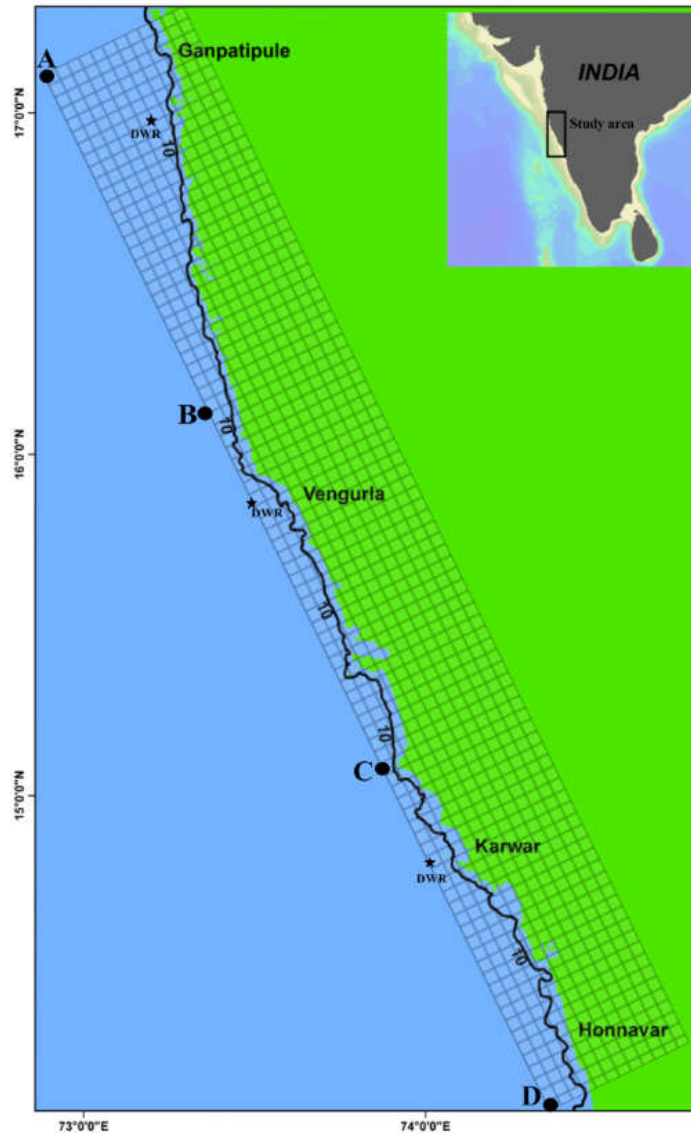 A
Ganpatipule
INDIA
Study area
17°0'0"N
DWR
10
B
10
16°0'0"N
Vengurla
DWR
10
10
C
15°0'0"N
Karwar
DWR
10
Honnavar
D
73°0'0"E
74°0'0"E